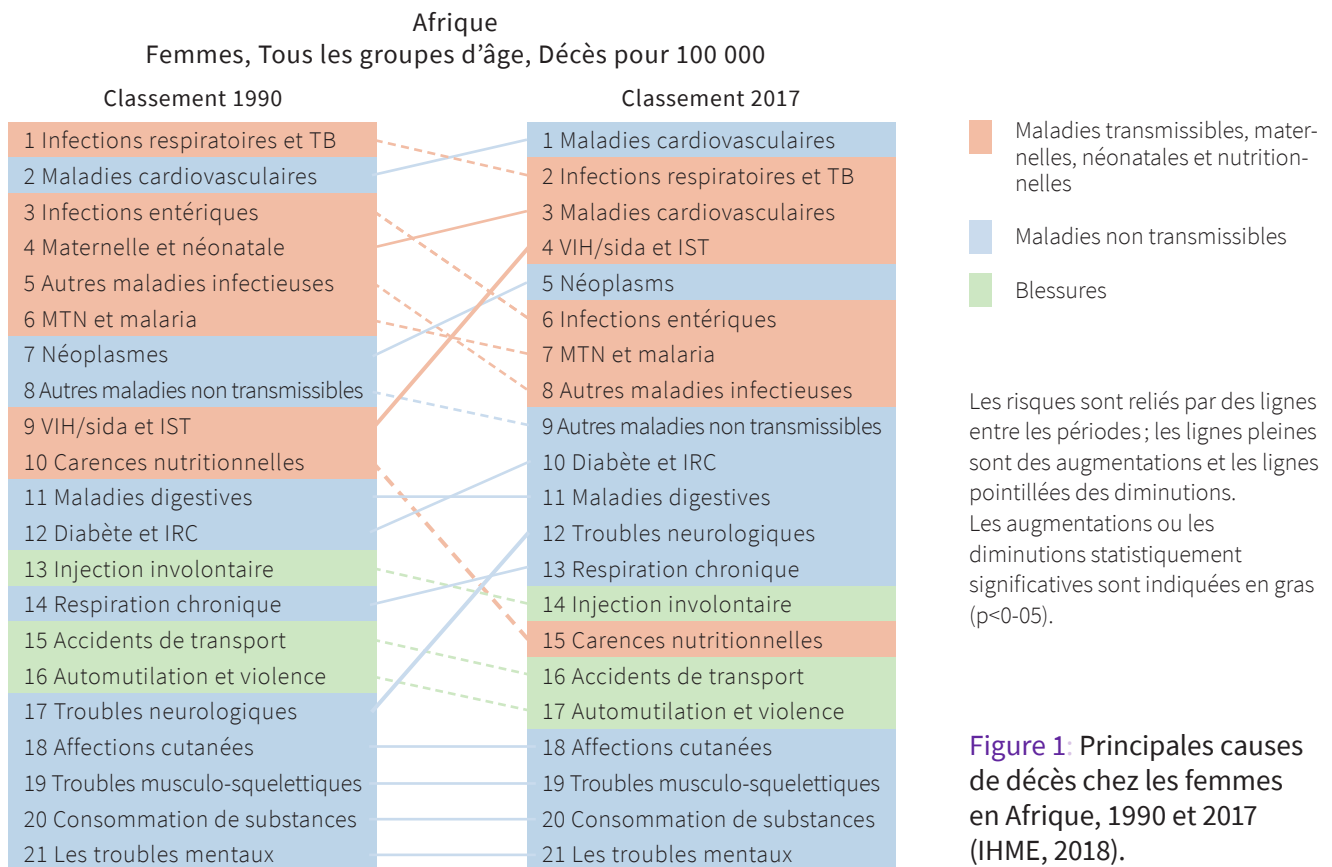 Afrique
Femmes, Tous les groupes d’âge, Décès pour 100 000
Classement 1990
1 Infections respiratoires et TB
2 Maladies cardiovasculaires
3 Infections entériques
4 Maternelle et néonatale
5 Autres maladies infectieuses
6 MTN et malaria
7 Néoplasmes
8 Autres maladies non transmissibles
9 VIH/sida et IST
10 Carences nutritionnelles
11 Maladies digestives
12 Diabète et IRC
13 Injection involontaire
14 Respiration chronique
15 Accidents de transport
16 Automutilation et violence
17 Troubles neurologiques
18 Affections cutanées
19 Troubles musculo-squelettiques
20 Consommation de substances
21 Les troubles mentaux
Classement 2017
1 Maladies cardiovasculaires
2 Infections respiratoires et TB
3 Maladies cardiovasculaires
4 VIH/sida et IST
5 Néoplasms
6 Infections entériques
7 MTN et malaria
8 Autres maladies infectieuses
9 Autres maladies non transmissibles
10 Diabète et IRC
11 Maladies digestives
12 Troubles neurologiques
13 Respiration chronique
14 Injection involontaire
15 Carences nutritionnelles
16 Accidents de transport
17 Automutilation et violence
18 Affections cutanées
19 Troubles musculo-squelettiques
20 Consommation de substances
21 Les troubles mentaux
Maladies transmissibles, mater-
nelles, néonatales et nutrition-
nelles
Maladies non transmissibles
Blessures
Les risques sont reliés par des lignes
entre les périodes ; les lignes pleines
sont des augmentations et les lignes
pointillées des diminutions.
Les augmentations ou les
diminutions statistiquement
significatives sont indiquées en gras
(p<0-05).
Figure 1: Principales causes
de décès chez les femmes
en Afrique, 1990 et 2017
(IHME, 2018).